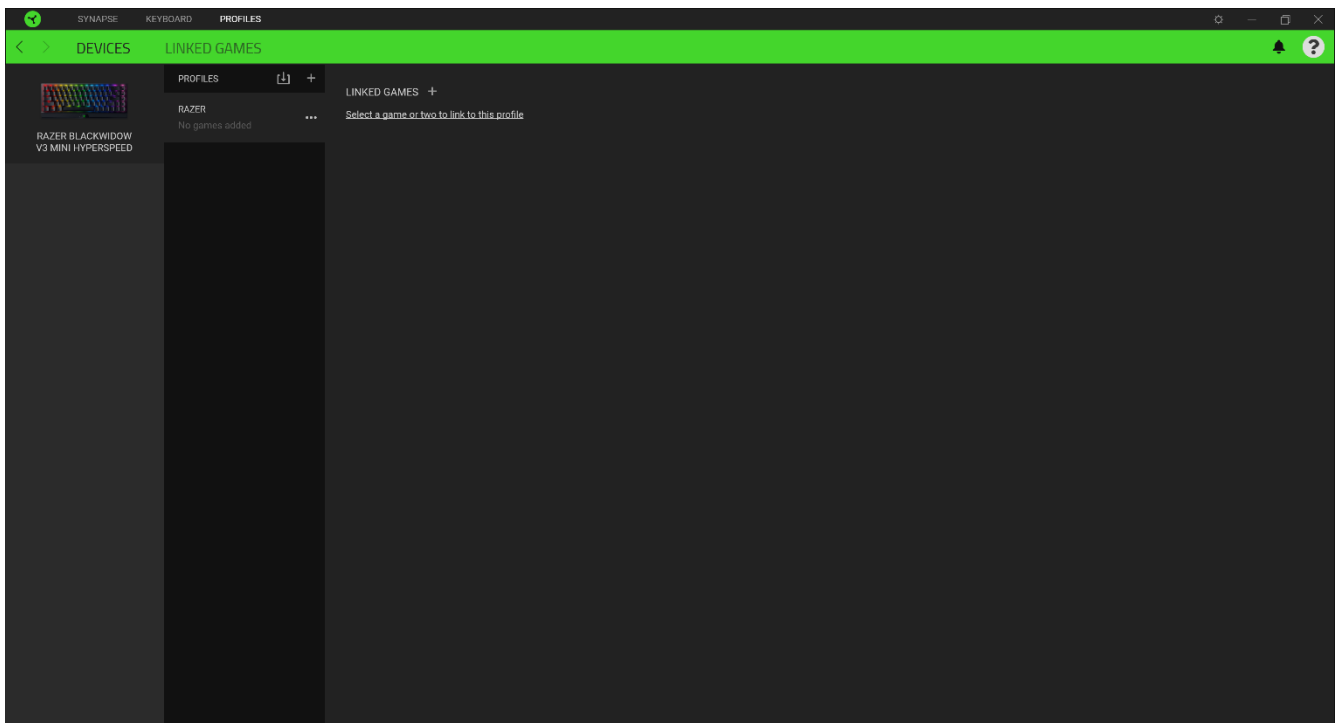 SYNAPSE KEYBOARD PROFILES
DEVICES LINKED GAMES
?
PROFILES
RAZER
No games added
RAZER BLACKWIDOW
V3 MINI HYPERSPEED
LINKED GAMES +
Select a game or two to link to this profile